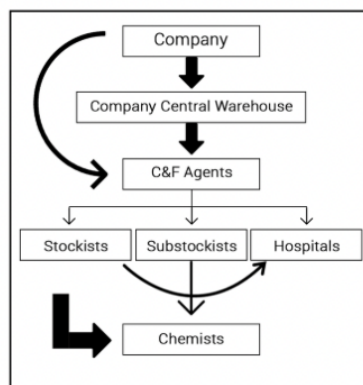 Company
Company Central Warehouse
C&F Agents
Stockists
Substockists
Hospitals
Chemists